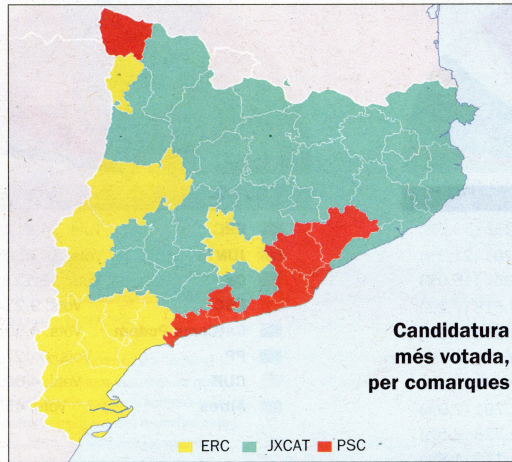 Candidatura
més votada,
per comarques
ERC JXCAT PSC